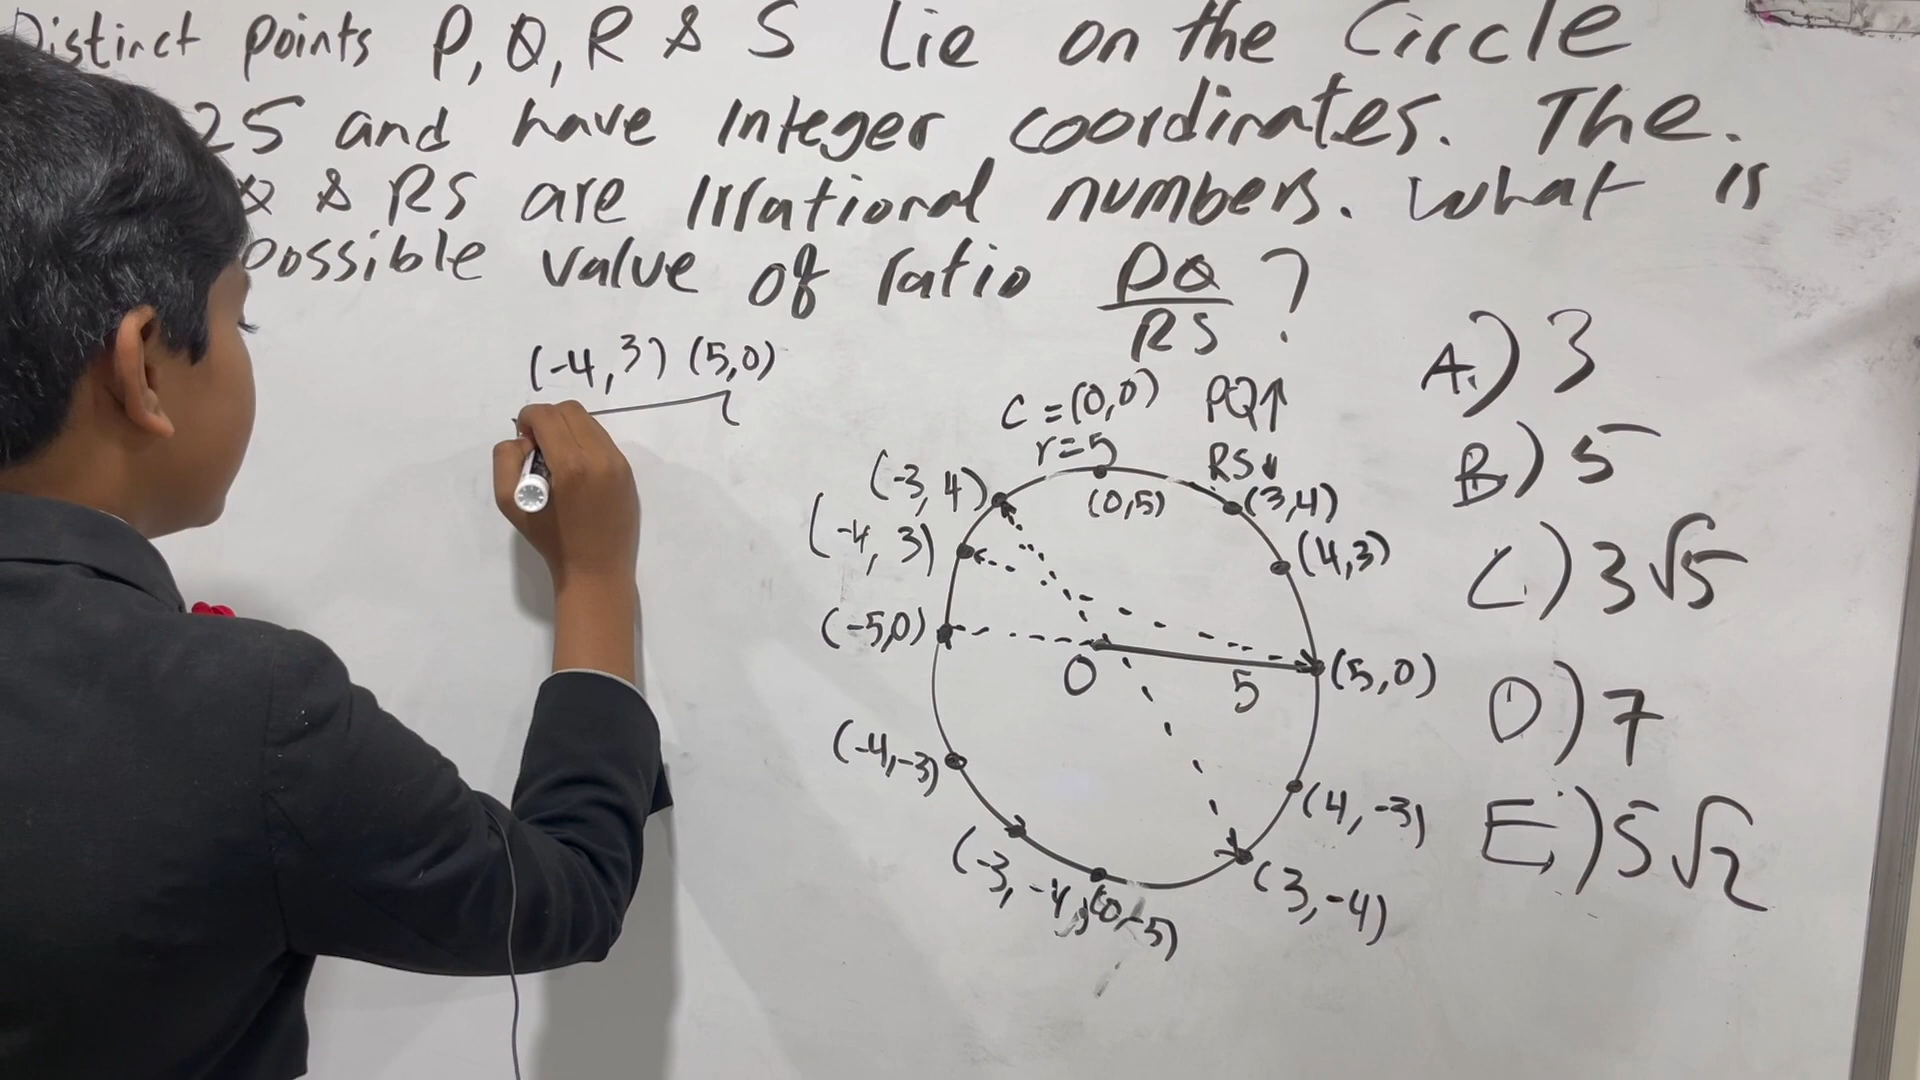 Distinct points P, Q, R & S Lie on the Circle
25 and have Integer coordinates. The.
Q & RS are Irrational numbers. What is
possible value of ratio PQ/RS?
(-4,3) (5,0)
C=(0,0) PQ↑
r=5 RS↓
(-3,4)
(0,5)
(3,4)
(-4, 3)
(4,3)
(-5,0)
O
5
(5,0)
(-4,-3)
(4,-3)
(-3,-4)
(0,-5)
(3,-4)
A.) 3
B.) 5
C.) 3√5
D) 7
E.) 5√2